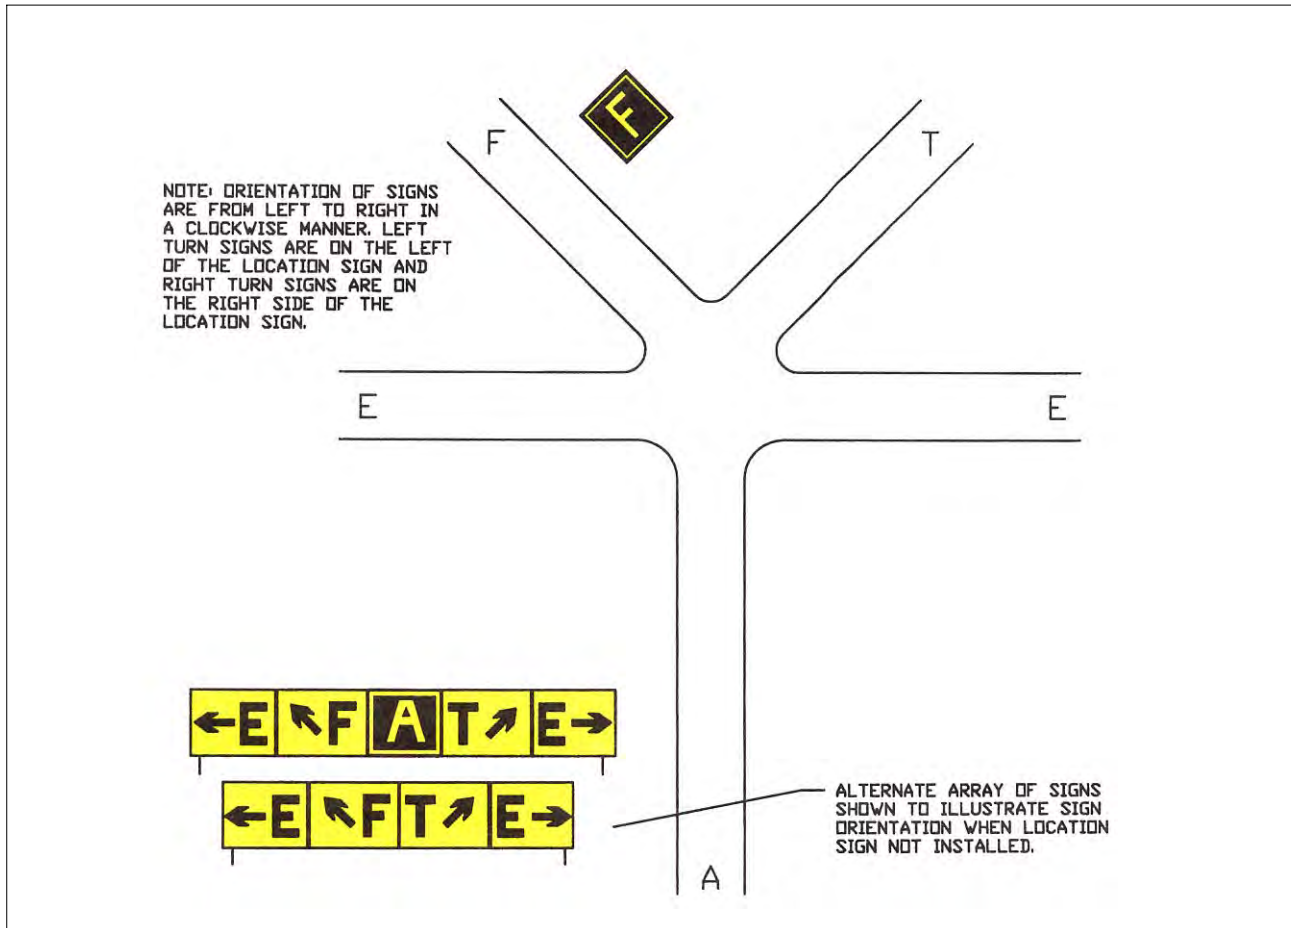 F
F
T
NOTE: ORIENTATION OF SIGNS
ARE FROM LEFT TO RIGHT IN
A CLOCKWISE MANNER. LEFT
TURN SIGNS ARE ON THE LEFT
OF THE LOCATION SIGN AND
RIGHT TURN SIGNS ARE ON
THE RIGHT SIDE OF THE
LOCATION SIGN.
E
E
←E ↖F A T↗ E→
←E ↖F T↗ E→
ALTERNATE ARRAY OF SIGNS
SHOWN TO ILLUSTRATE SIGN
ORIENTATION WHEN LOCATION
SIGN NOT INSTALLED.
A